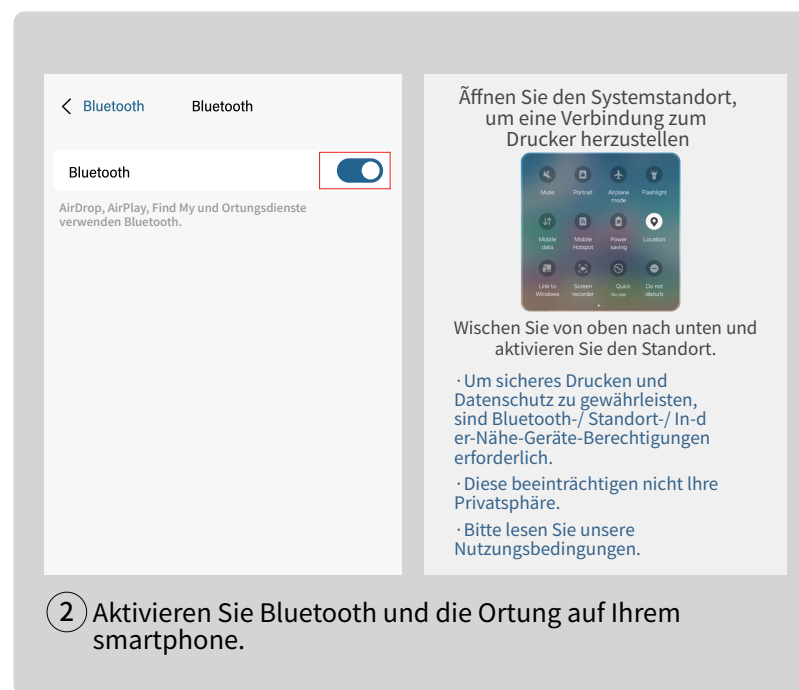 Bluetooth Bluetooth
Bluetooth
AirDrop, AirPlay, Find My und Ortungsdienste
verwenden Bluetooth.
Äffnen Sie den Systemstandort,
um eine Verbindung zum
Drucker herzustellen
Mute Portrait Airplane mode Flashlight
Mobile data Mobile Hotspot Power saving Location
Link to Windows Screen recorder Quick No one Do not disturb
Wischen Sie von oben nach unten und
aktivieren Sie den Standort.
·Um sicheres Drucken und
Datenschutz zu gewährleisten,
sind Bluetooth-/ Standort-/ In-d
er-Nähe-Geräte-Berechtigungen
erforderlich.
·Diese beeinträchtigen nicht lhre
Privatsphäre.
·Bitte lesen Sie unsere
Nutzungsbedingungen.
2 Aktivieren Sie Bluetooth und die Ortung auf Ihrem
smartphone.